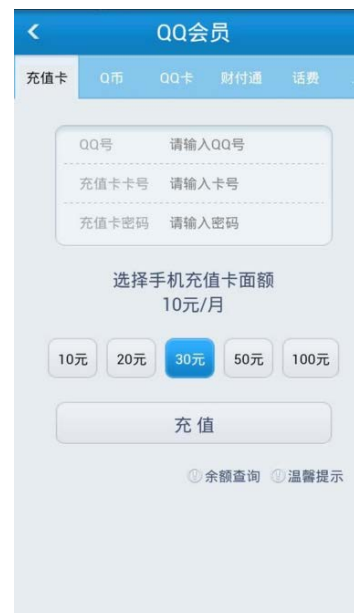 QQ会员
充值卡 Q币 QQ卡 财付通 话费
QQ号 请输入QQ号
充值卡卡号 请输入卡号
充值卡密码 请输入密码
选择手机充值卡面额
10元/月
10元 20元 30元 50元 100元
充值
余额查询 温馨提示